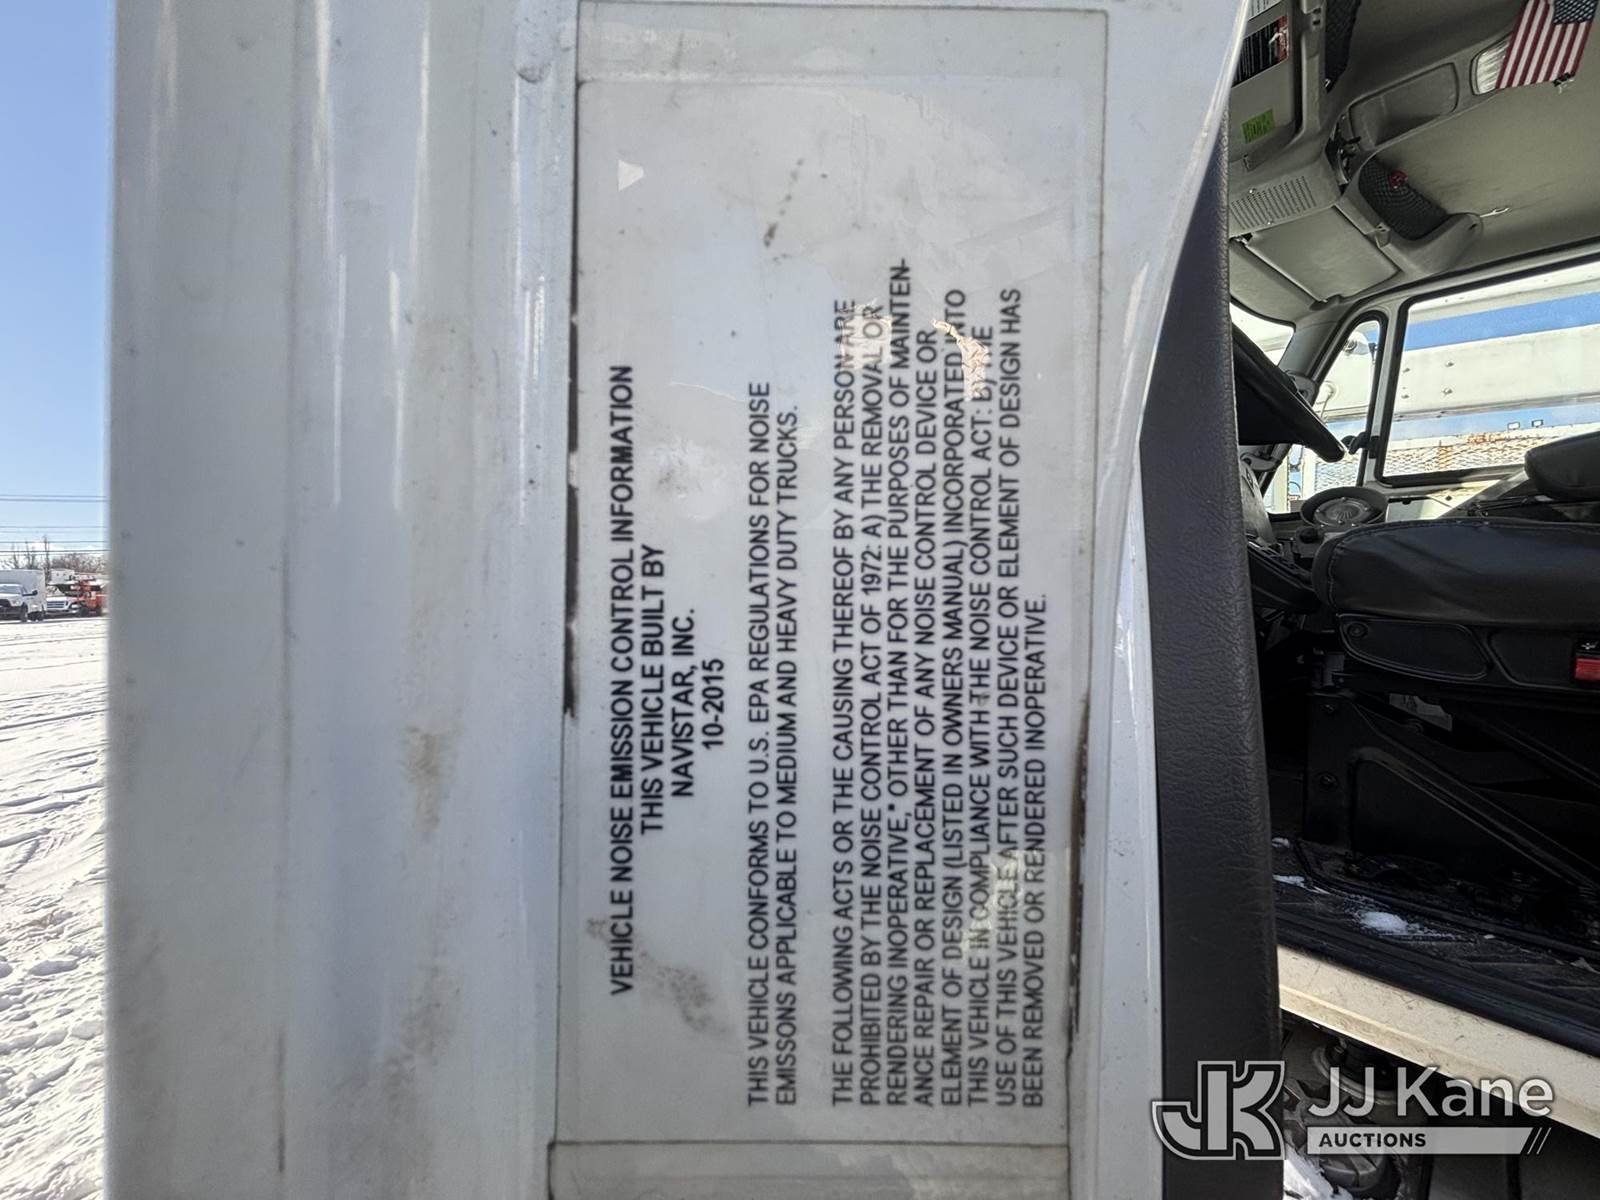 VEHICLE NOISE EMISSION CONTROL INFORMATION
THIS VEHICLE BUILT BY
NAVISTAR, INC.
10-2015
THIS VEHICLE CONFORMS TO U.S. EPA REGULATIONS FOR NOISE
EMISSONS APPLICABLE TO MEDIUM AND HEAVY DUTY TRUCKS.
THE FOLLOWING ACTS OR THE CAUSING THEREOF BY ANY PERSON ARE
PROHIBITED BY THE NOISE CONTROL ACT OF 1972: A) THE REMOVAL OR
RENDERING INOPERATIVE," OTHER THAN FOR THE PURPOSES OF MAINTEN-
ANCE REPAIR OR REPLACEMENT OF ANY NOISE CONTROL DEVICE OR
ELEMENT OF DESIGN (LISTED IN OWNERS MANUAL) INCORPORATED INTO
THIS VEHICLE IN COMPLIANCE WITH THE NOISE CONTROL ACT: B) THE
USE OF THIS VEHICLE AFTER SUCH DEVICE OR ELEMENT OF DESIGN HAS
BEEN REMOVED OR RENDERED INOPERATIVE.
JK JJ Kane
AUCTIONS